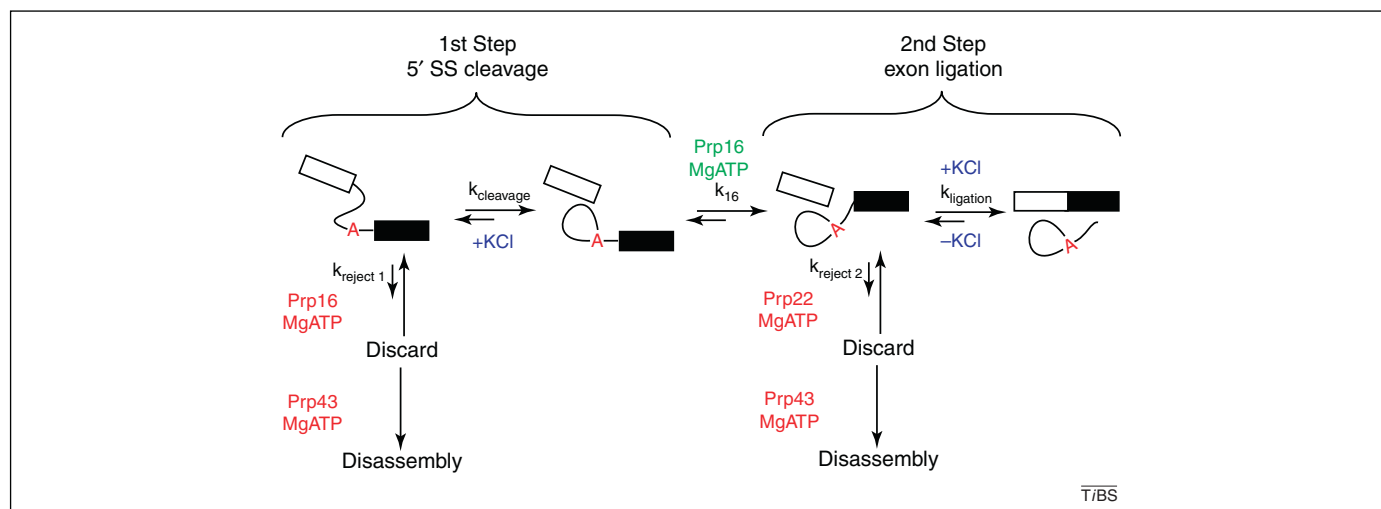 1st Step
5′ SS cleavage
2nd Step
exon ligation
Prp16
MgATP
k16
kcleavage
+KCl
A
A
A
+KCl
kligation
–KCl
A
kreject 1
Prp16
MgATP
Discard
Prp43
MgATP
Disassembly
kreject 2
Prp22
MgATP
Discard
Prp43
MgATP
Disassembly
TiBS